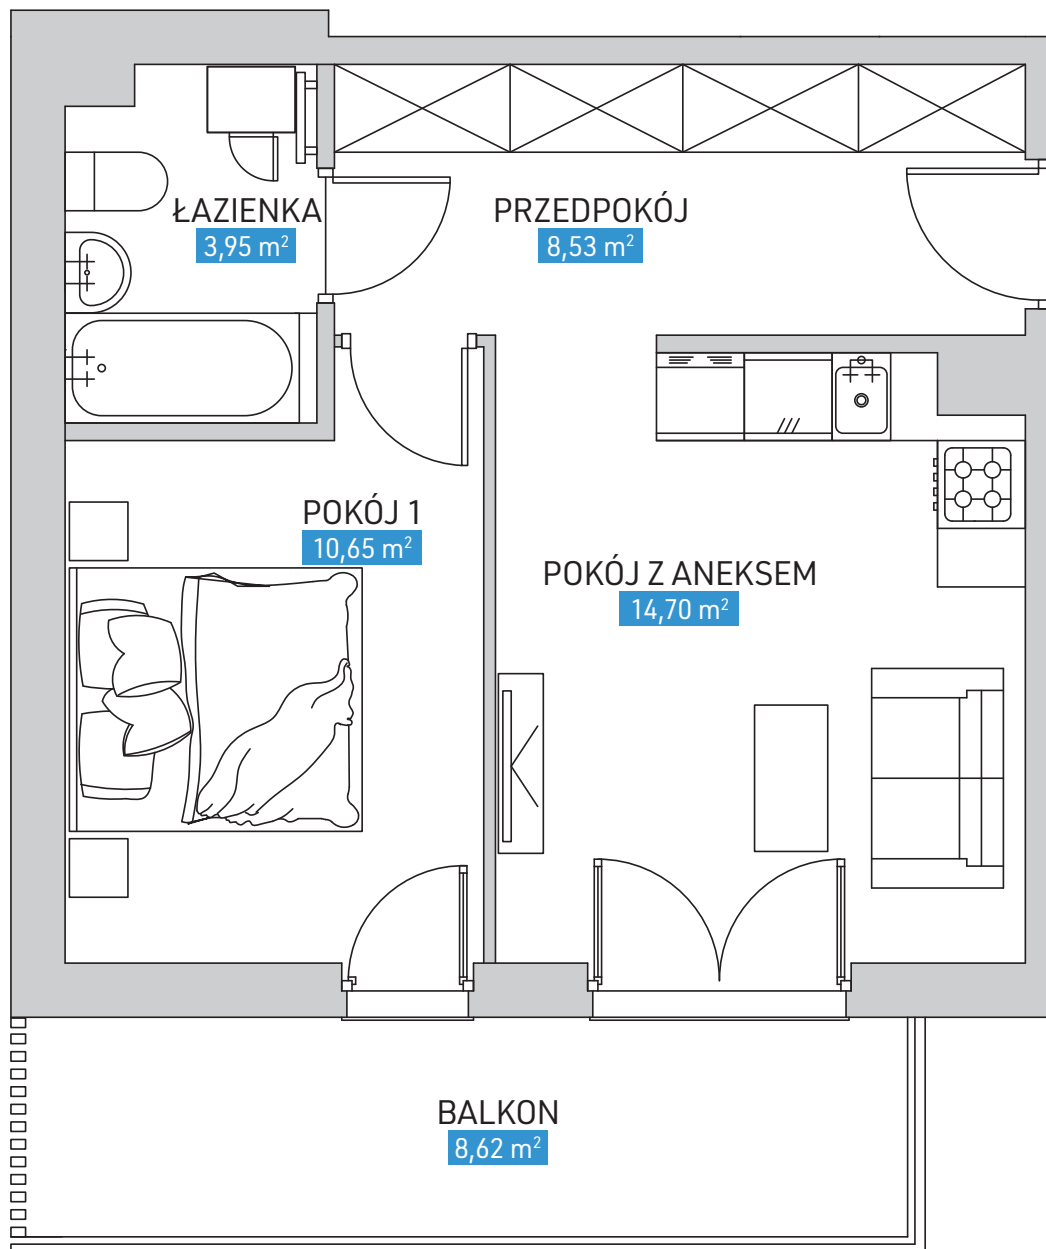 ŁAZIENKA
3,95 m²
PRZEDPOKÓJ
8,53 m²
POKÓJ 1
10,65 m²
POKÓJ Z ANEKSEM
14,70 m²
BALKON
8,62 m²